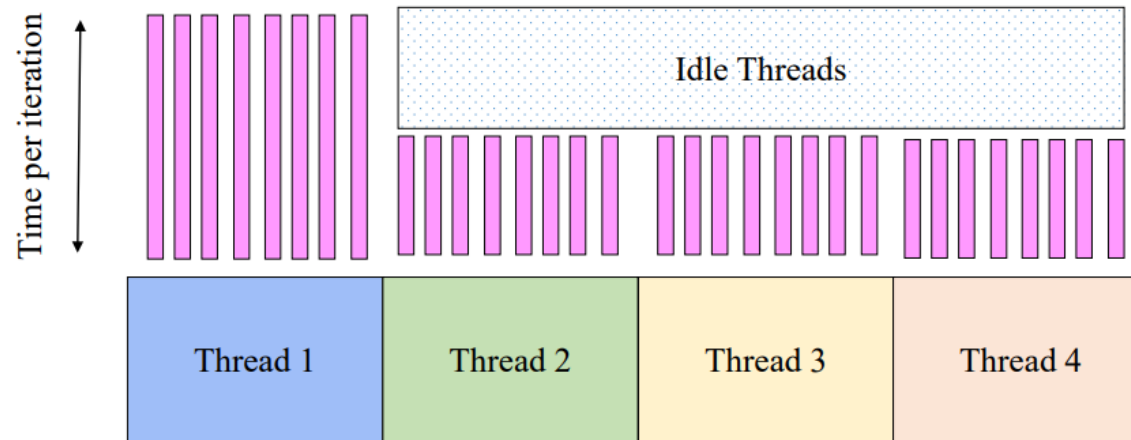 Time per iteration
Idle Threads
Thread 1
Thread 2
Thread 3
Thread 4